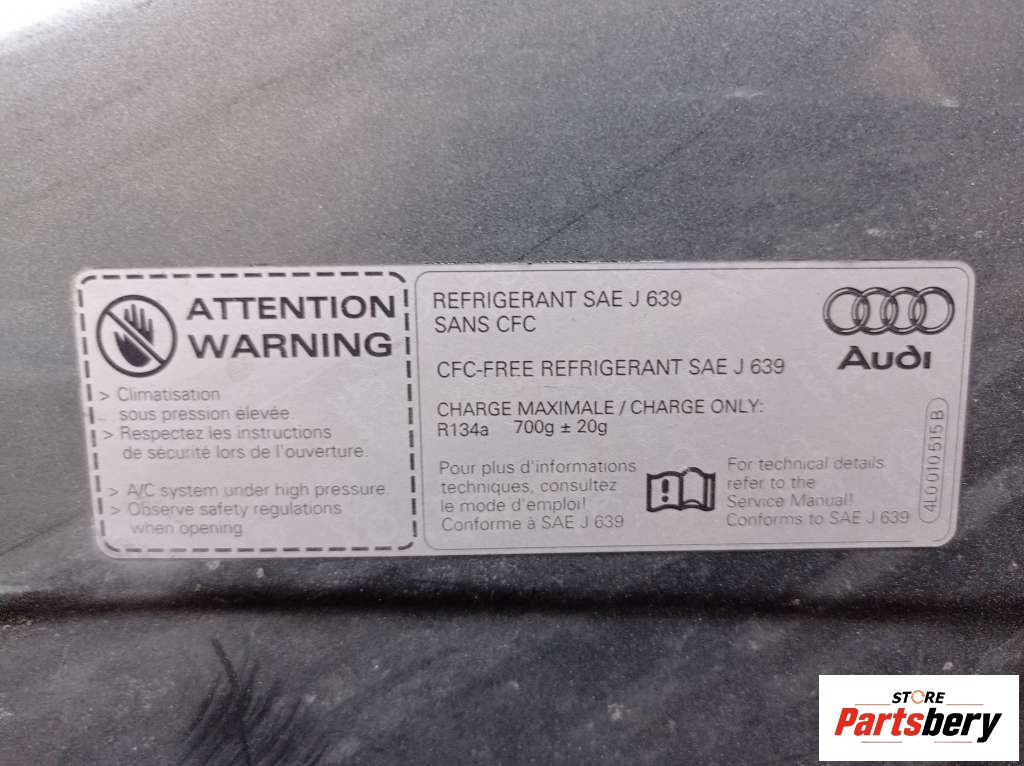 ATTENTION
WARNING
> Climatisation
sous pression élevée.
> Respectez les instructions
de sécurité lors de l'ouverture.
> A/C system under high pressure.
> Observe safety regulations
when opening.
REFRIGERANT SAE J 639
SANS CFC
CFC-FREE REFRIGERANT SAE J 639
CHARGE MAXIMALE / CHARGE ONLY:
R134a 700g ± 20g
Pour plus d'informations
techniques, consultez
le mode d'emploi!
Conforme à SAE J 639
For technical details
refer to the
Service Manual!
Conforms to SAE J 639
Audi
4L0 010 515 B
STORE
Partsbery